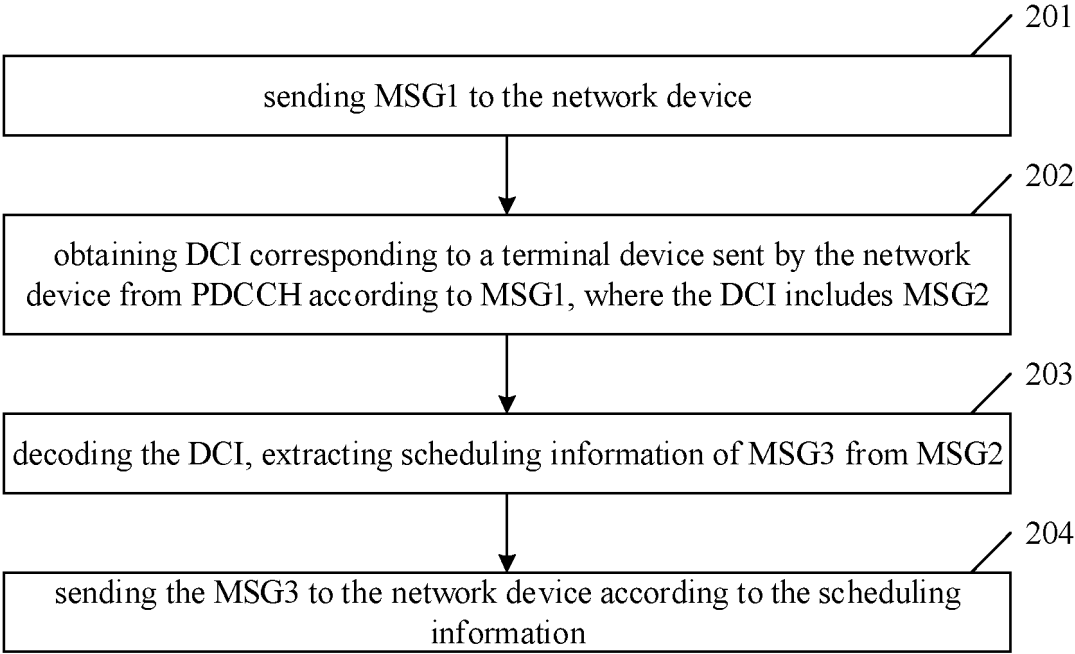 201
sending MSG1 to the network device
202
obtaining DCI corresponding to a terminal device sent by the network
device from PDCCH according to MSG1, where the DCI includes MSG2
203
decoding the DCI, extracting scheduling information of MSG3 from MSG2
204
sending the MSG3 to the network device according to the scheduling
information